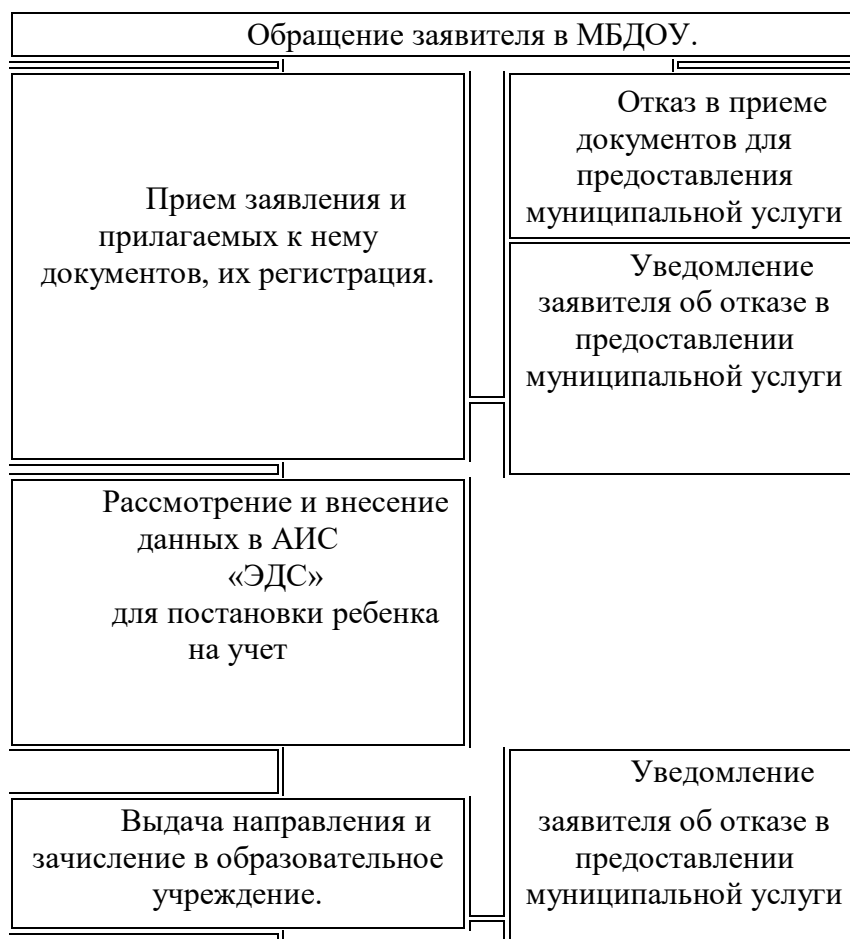 Обращение заявителя в МБДОУ.
Прием заявления и
прилагаемых к нему
документов, их регистрация.
Отказ в приеме
документов для
предоставления
муниципальной услуги
Уведомление
заявителя об отказе в
предоставлении
муниципальной услуги
Рассмотрение и внесение
данных в АИС
«ЭДС»
для постановки ребенка
на учет
Выдача направления и
зачисление в образовательное
учреждение.
Уведомление
заявителя об отказе в
предоставлении
муниципальной услуги